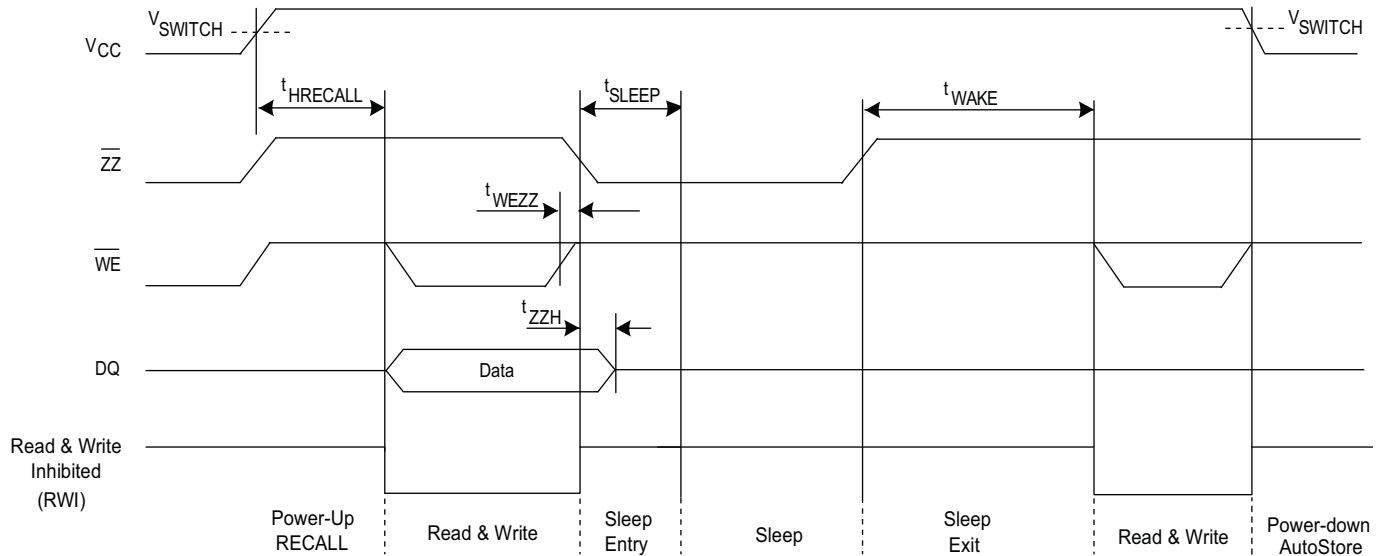 VSWITCH
VCC
VSWITCH
tHRECALL
tSLEEP
tWAKE
ZZ
tWEZZ
WE
tZZH
DQ
Data
Read & Write
Inhibited
(RWI)
Power-Up
RECALL
Read & Write
Sleep
Entry
Sleep
Sleep
Exit
Read & Write
Power-down
AutoStore